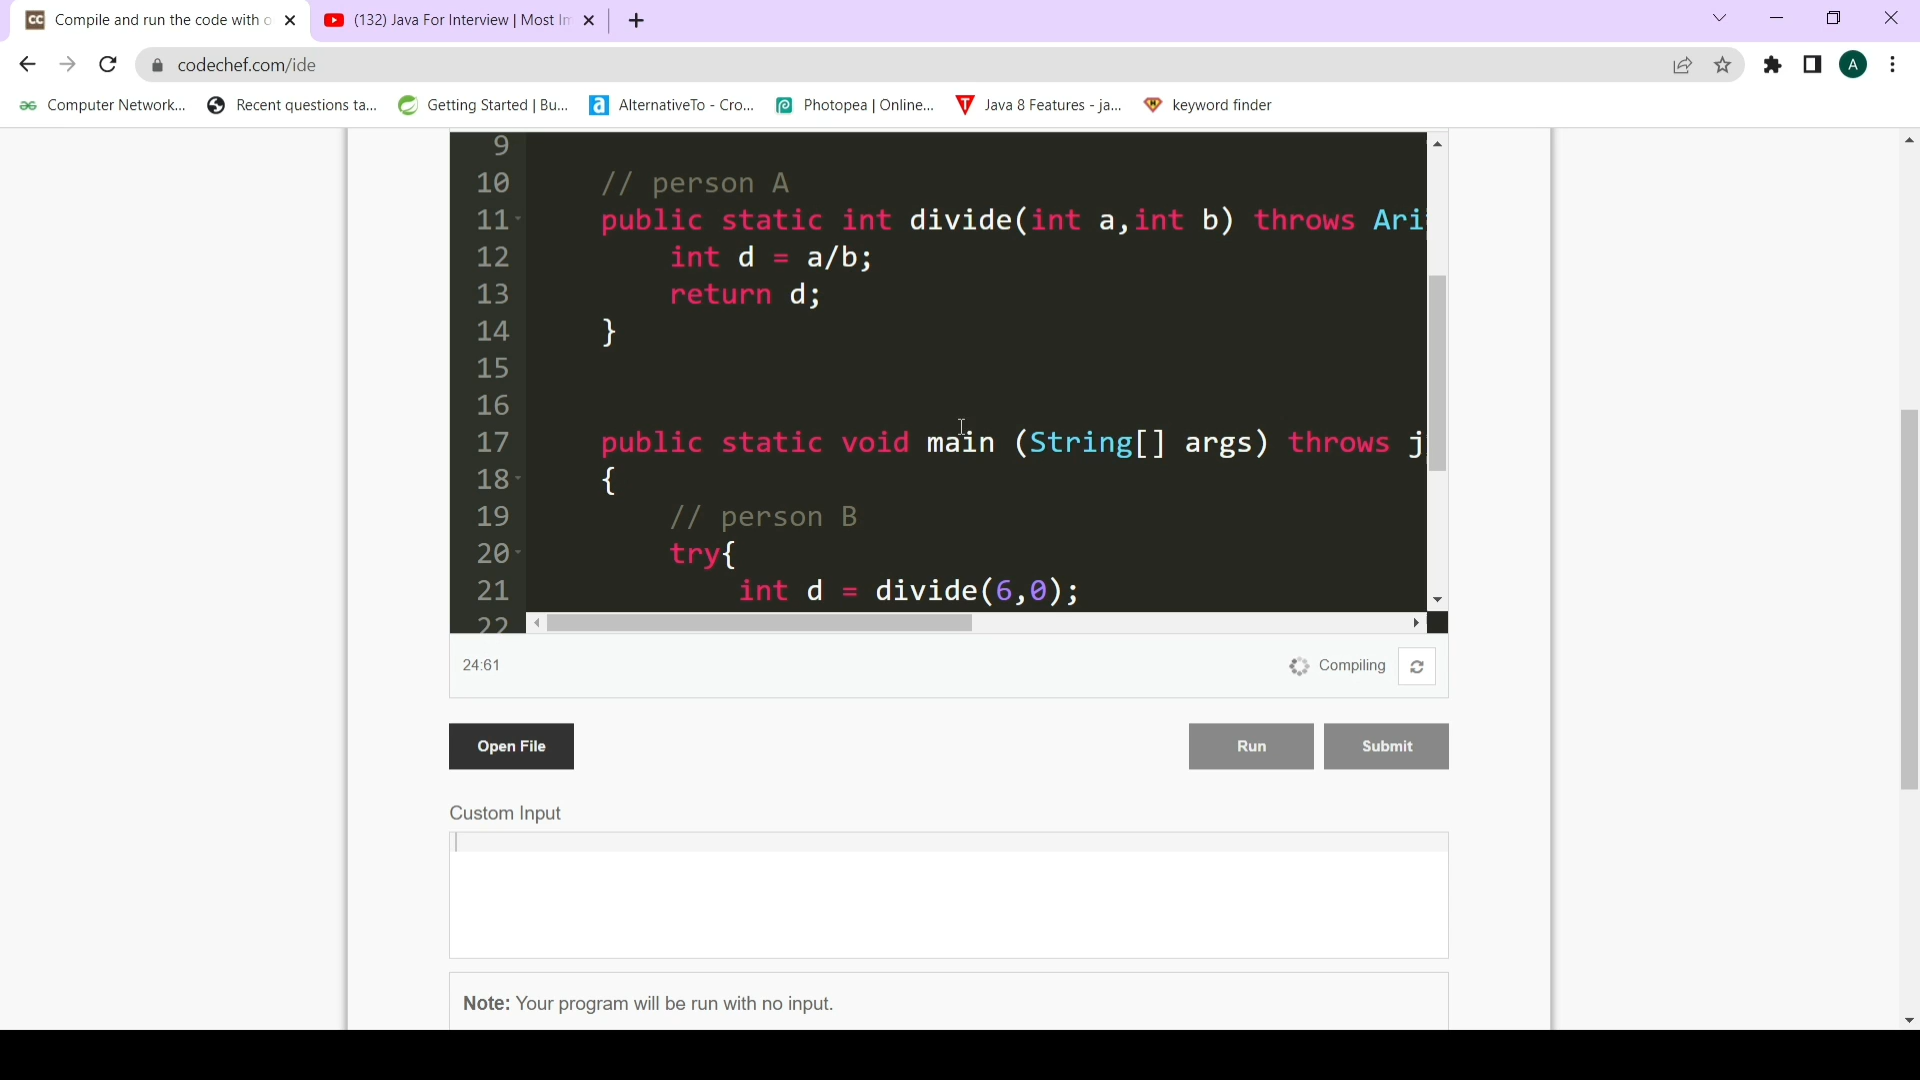 Compile and run the code with o
(132) Java For Interview | Most Im
codechef.com/ide
A
Computer Network...
Recent questions ta...
Getting Started | Bu...
AlternativeTo - Cro...
Photopea | Online...
Java 8 Features - ja...
keyword finder
9
10 // person A
11 public static int divide(int a,int b) throws Ari
12 int d = a/b;
13 return d;
14 }
15
16
17 public static void main (String[] args) throws j
18 {
19 // person B
20 try{
21 int d = divide(6,0);
22
24:61
Compiling
Open File
Run
Submit
Custom Input
Note: Your program will be run with no input.